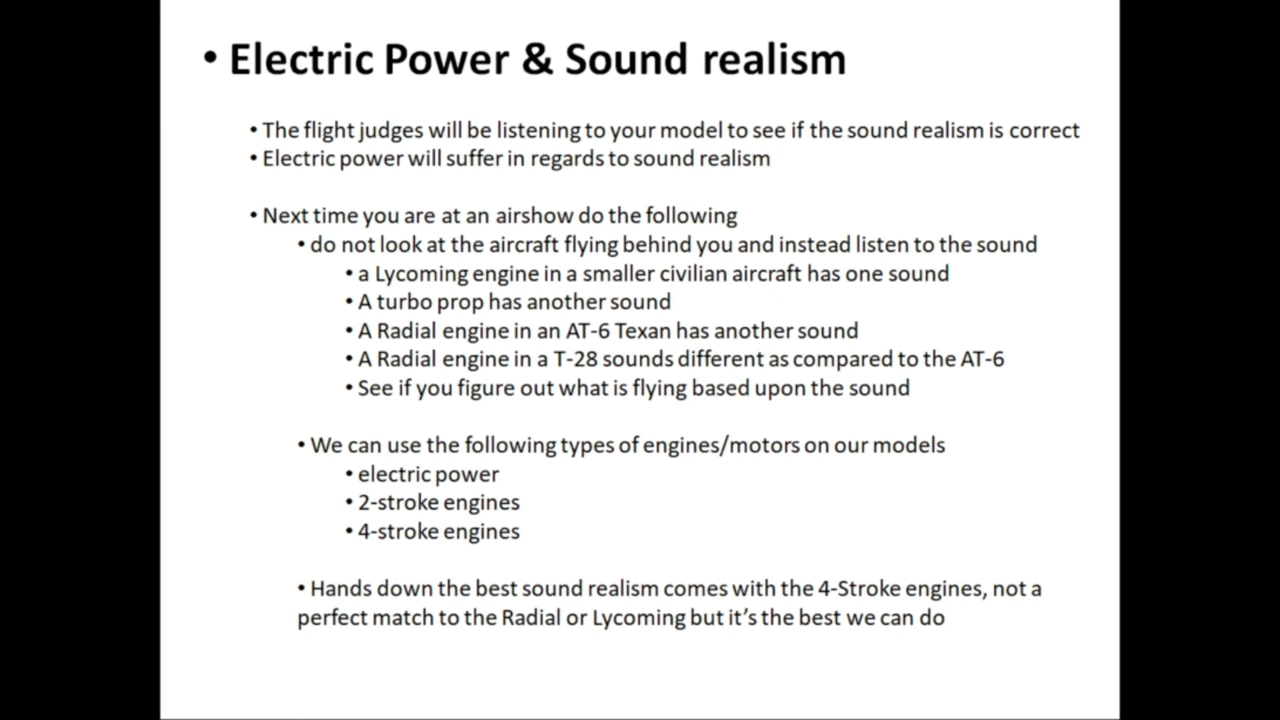 • Electric Power & Sound realism
• The flight judges will be listening to your model to see if the sound realism is correct
• Electric power will suffer in regards to sound realism
• Next time you are at an airshow do the following
• do not look at the aircraft flying behind you and instead listen to the sound
• a Lycoming engine in a smaller civilian aircraft has one sound
• A turbo prop has another sound
• A Radial engine in an AT-6 Texan has another sound
• A Radial engine in a T-28 sounds different as compared to the AT-6
• See if you figure out what is flying based upon the sound
• We can use the following types of engines/motors on our models
• electric power
• 2-stroke engines
• 4-stroke engines
• Hands down the best sound realism comes with the 4-Stroke engines, not a
perfect match to the Radial or Lycoming but it’s the best we can do